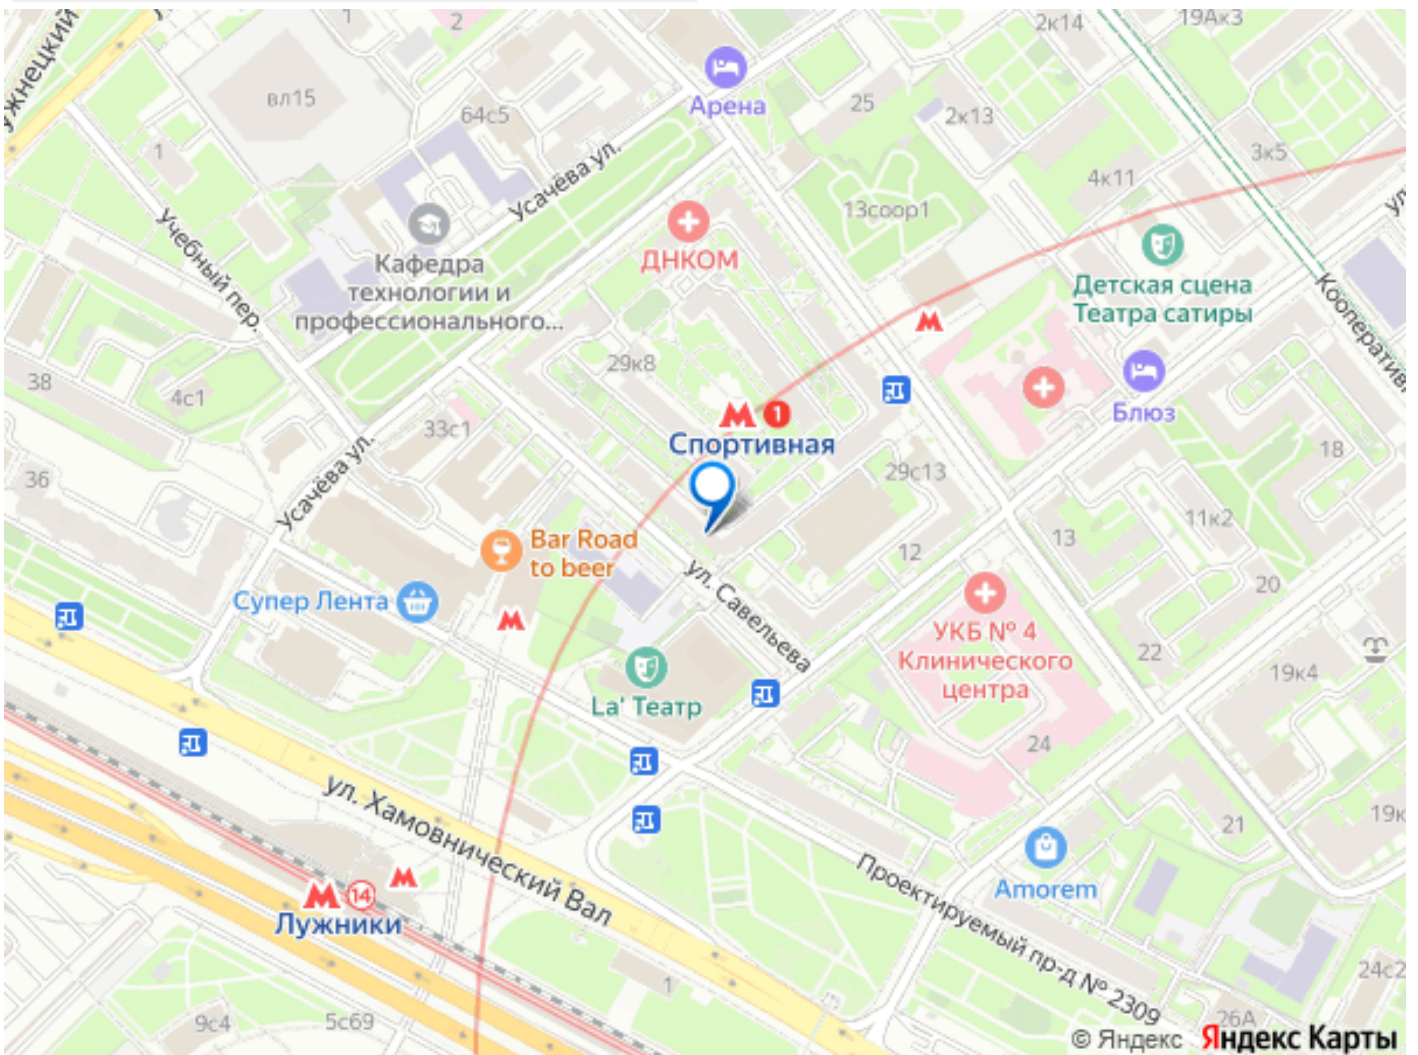 1
2
2к14
19Ак3
вл15
64с5
Арена
25
2к13
3к5
1
Усачёва ул.
4к11
13соор1
Учебный пер.
ДНКОМ
Кафедра
технологии и
профессионального...
Детская сцена
Театра сатиры
29к8
38
4с1
Блюз
1
Спортивная
33с1
18
Усачёва ул.
36
29с13
11к2
Bar Road
to beer
13
12
ул. Савельева
20
Супер Лента
УКБ № 4
Клинического
центра
22
19к4
La' Театр
24
ул. Хамовнический Вал
21
Проектируемый пр-д № 2309
Amorem
14
Лужники
1
24с2
9с4
5с69
26А
© Яндекс Яндекс Карты